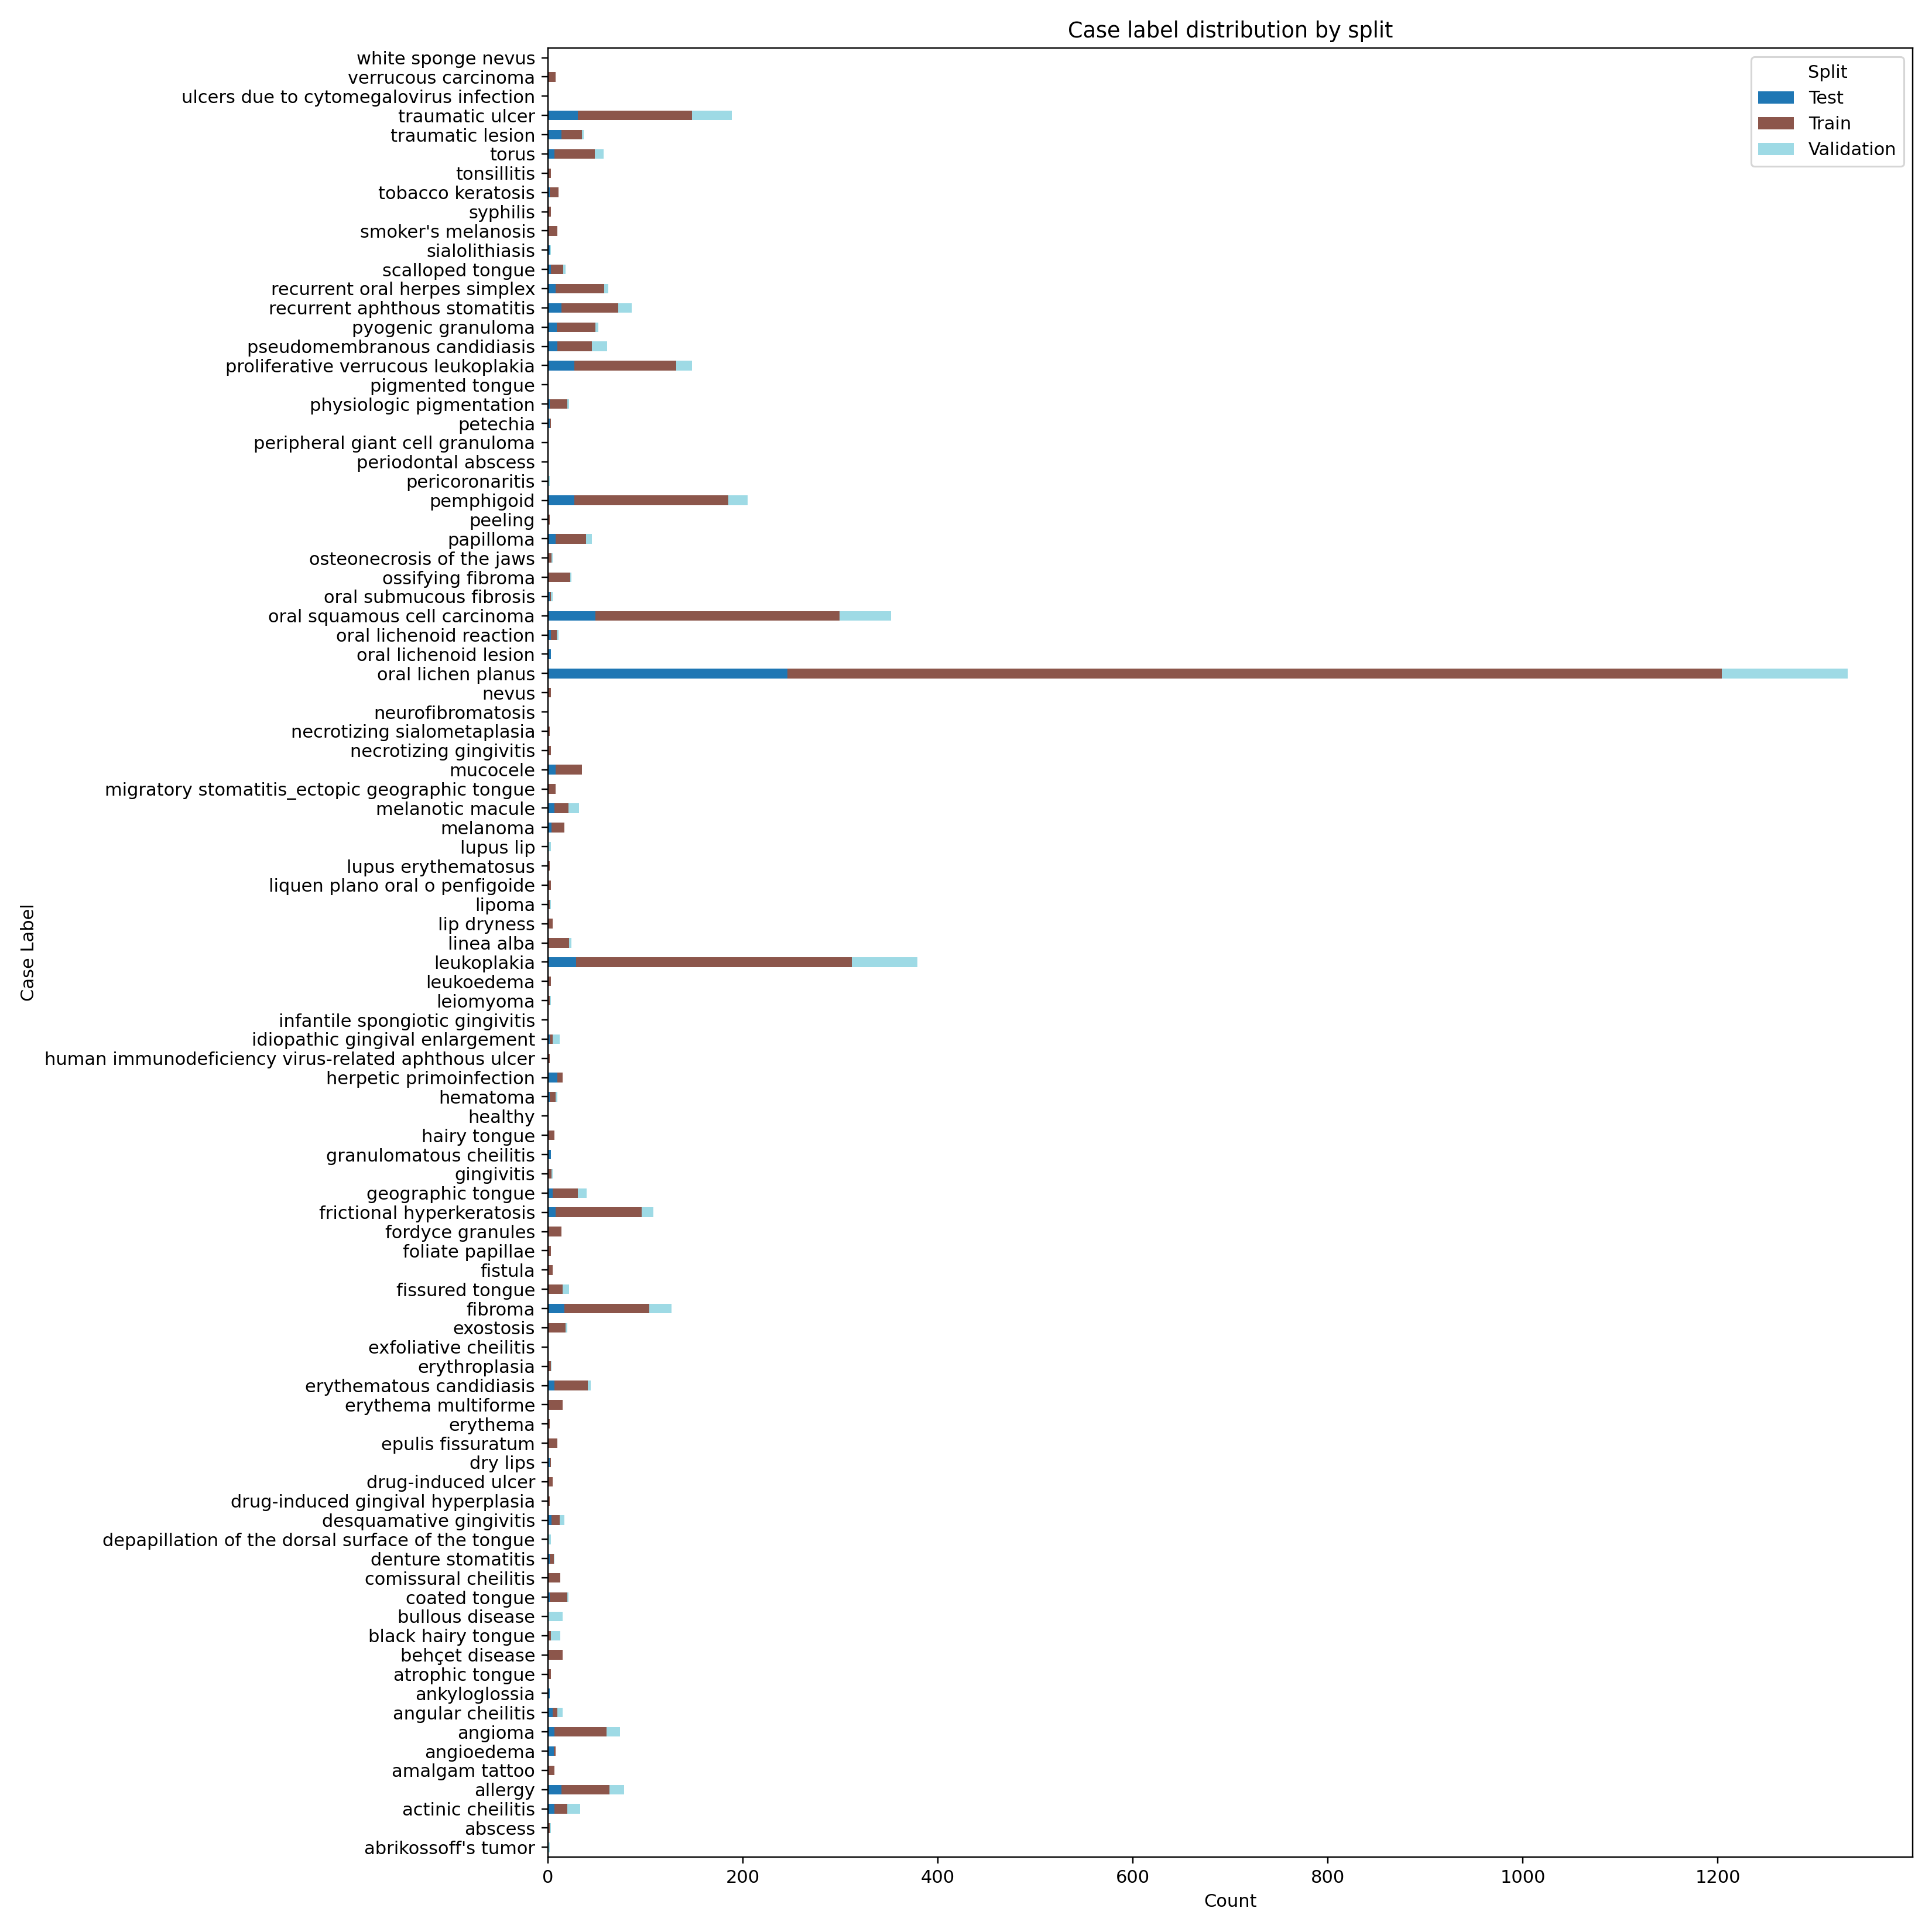 Case label distribution by split
Split
Test
Train
Validation
Case Label
white sponge nevus
verrucous carcinoma
ulcers due to cytomegalovirus infection
traumatic ulcer
traumatic lesion
torus
tonsillitis
tobacco keratosis
syphilis
smoker's melanosis
sialolithiasis
scalloped tongue
recurrent oral herpes simplex
recurrent aphthous stomatitis
pyogenic granuloma
pseudomembranous candidiasis
proliferative verrucous leukoplakia
pigmented tongue
physiologic pigmentation
petechia
peripheral giant cell granuloma
periodontal abscess
pericoronaritis
pemphigoid
peeling
papilloma
osteonecrosis of the jaws
ossifying fibroma
oral submucous fibrosis
oral squamous cell carcinoma
oral lichenoid reaction
oral lichenoid lesion
oral lichen planus
nevus
neurofibromatosis
necrotizing sialometaplasia
necrotizing gingivitis
mucocele
migratory stomatitis_ectopic geographic tongue
melanotic macule
melanoma
lupus lip
lupus erythematosus
liquen plano oral o penfigoide
lipoma
lip dryness
linea alba
leukoplakia
leukoedema
leiomyoma
infantile spongiotic gingivitis
idiopathic gingival enlargement
human immunodeficiency virus-related aphthous ulcer
herpetic primoinfection
hematoma
healthy
hairy tongue
granulomatous cheilitis
gingivitis
geographic tongue
frictional hyperkeratosis
fordyce granules
foliate papillae
fistula
fissured tongue
fibroma
exostosis
exfoliative cheilitis
erythroplasia
erythematous candidiasis
erythema multiforme
erythema
epulis fissuratum
dry lips
drug-induced ulcer
drug-induced gingival hyperplasia
desquamative gingivitis
depapillation of the dorsal surface of the tongue
denture stomatitis
comissural cheilitis
coated tongue
bullous disease
black hairy tongue
behçet disease
atrophic tongue
ankyloglossia
angular cheilitis
angioma
angioedema
amalgam tattoo
allergy
actinic cheilitis
abscess
abrikossoff's tumor
0 200 400 600 800 1000 1200
Count